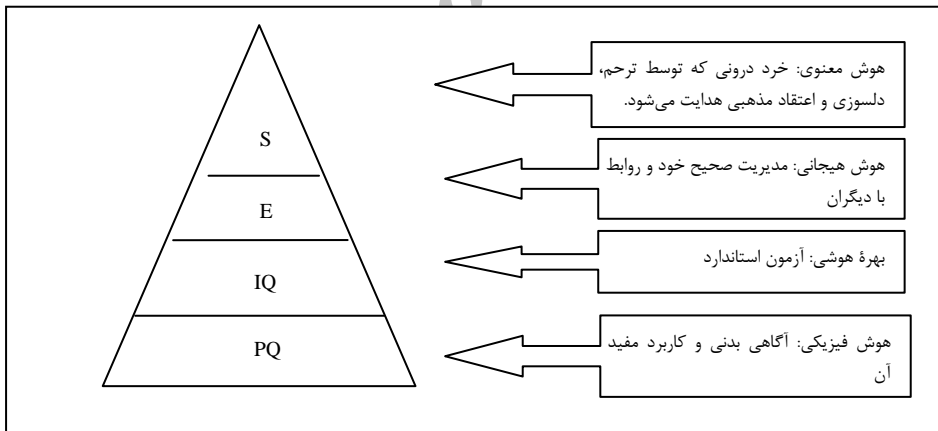 هوش معنوی: خرد درونی که توسط ترحم،
دلسوزی و اعتقاد مذهبی هدایت می‌شود.
S
هوش هیجانی: مدیریت صحیح خود و روابط
با دیگران
E
بهرۀ هوشی: آزمون استاندارد
IQ
هوش فیزیکی: آگاهی بدنی و کاربرد مفید
آن
PQ